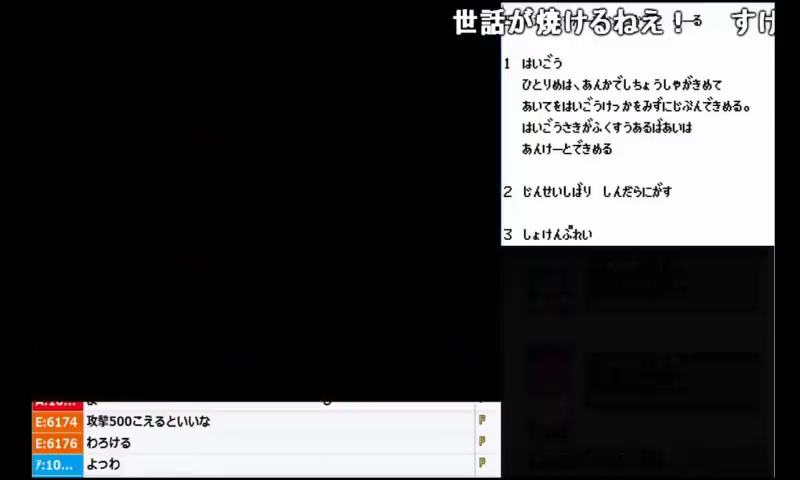 世話が焼けるねえ！ すけ
る
1 はいごう
ひとりめは、あんかでしちょうしゃがきめて
あいてをはいごうけっかをみずにじぶんできめる。
はいごうさきがふくすうあるばあいは
あんけーとできめる
2 じんせいしばり しんだらにがす
3 しょけんぷれい
E:6174 攻撃500こえるといいな P
E:6176 わろける P
7:10... よっわ P